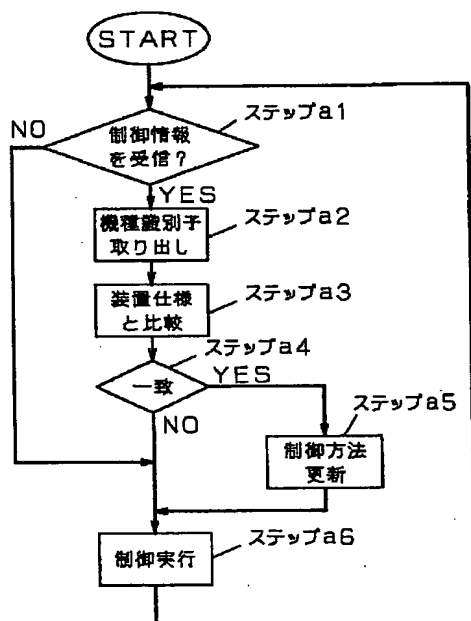 START
ステップa1
NO
制御情報
を受信?
YES
ステップa2
機種識別子
取り出し
ステップa3
装置仕様
と比較
ステップa4
一致
YES
NO
ステップa5
制御方法
更新
ステップa6
制御実行